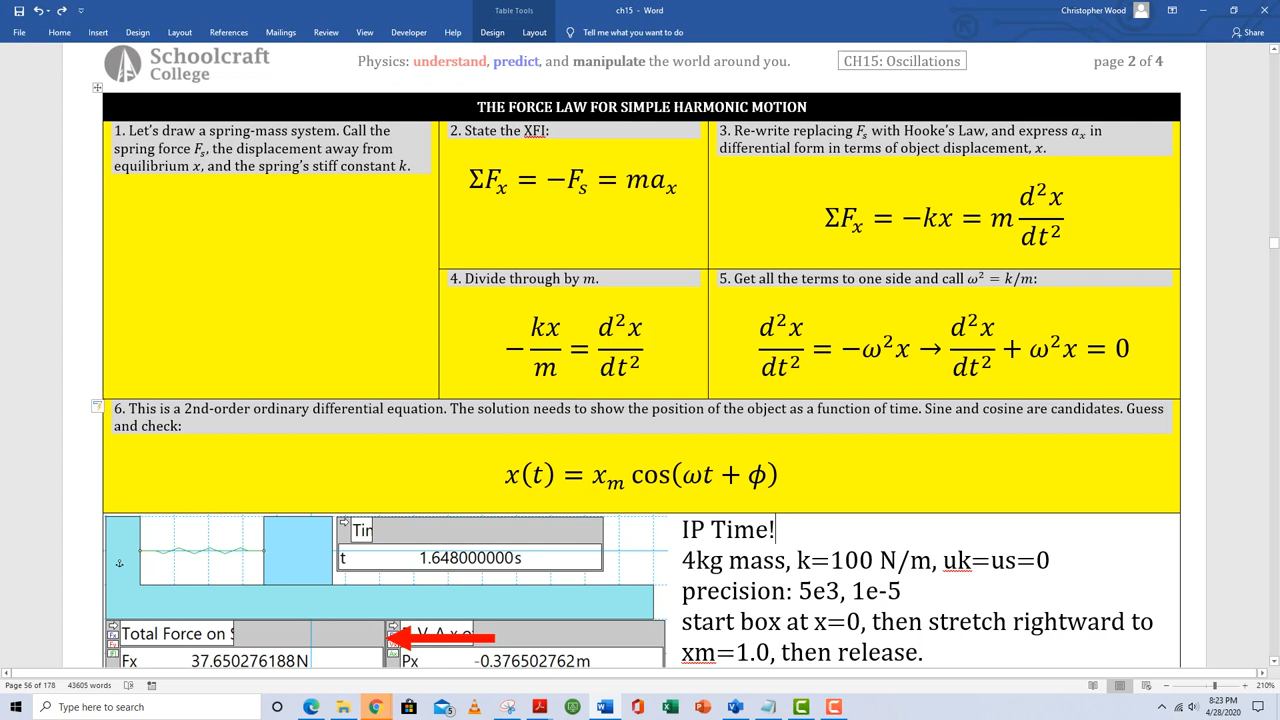 Table Tools
ch15 - Word
Christopher Wood
File Home Insert Design Layout References Mailings Review View Developer Help Design Layout Tell me what you want to do Share
Schoolcraft
College
Physics: understand, predict, and manipulate the world around you.
CH15: Oscillations
page 2 of 4
THE FORCE LAW FOR SIMPLE HARMONIC MOTION
1. Let's draw a spring-mass system. Call the
spring force Fₛ, the displacement away from
equilibrium x, and the spring's stiff constant k.
2. State the XFI:
ΣFₓ = −Fₛ = maₓ
3. Re-write replacing Fₛ with Hooke's Law, and express aₓ in
differential form in terms of object displacement, x.
ΣFₓ = −kx = m d²x/dt²
4. Divide through by m.
−kx/m = d²x/dt²
5. Get all the terms to one side and call ω² = k/m:
d²x/dt² = −ω²x → d²x/dt² + ω²x = 0
6. This is a 2nd-order ordinary differential equation. The solution needs to show the position of the object as a function of time. Sine and cosine are candidates. Guess
and check:
x(t) = xₘ cos(ωt + ϕ)
t 1.648000000s
Total Force on
Fx 37.650276188N
Px -0.376502762m
IP Time!
4kg mass, k=100 N/m, uk=us=0
precision: 5e3, 1e-5
start box at x=0, then stretch rightward to
xm=1.0, then release.
Page 56 of 178 43605 words
210%
Type here to search
8:23 PM
4/28/2020